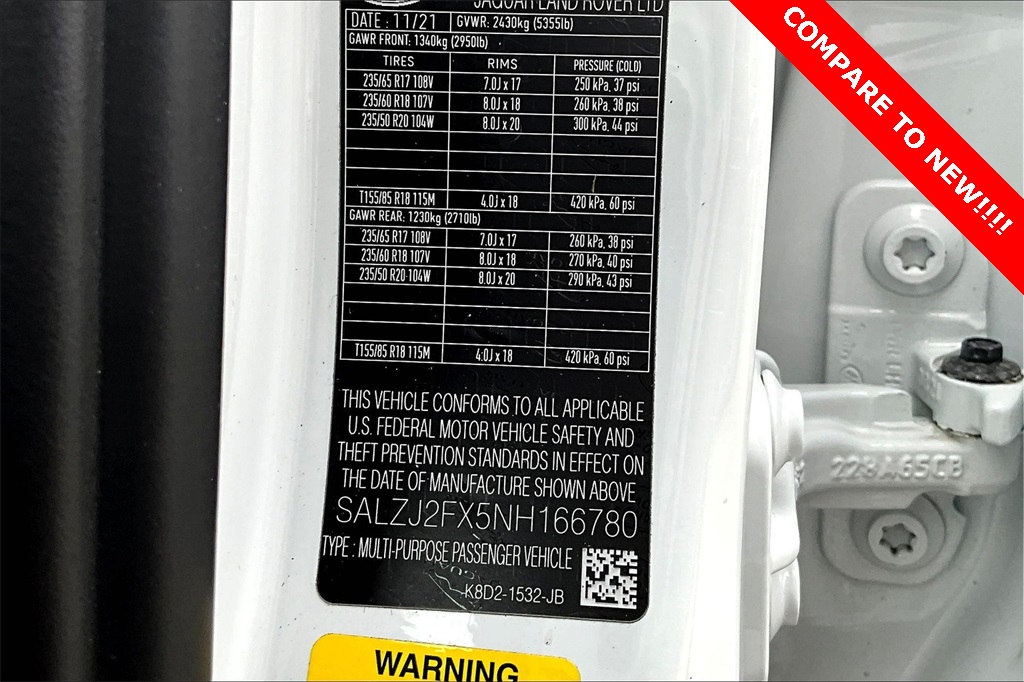 JAGUAR LAND ROVER LTD
DATE : 11/21 GVWR: 2430kg (5355lb)
GAWR FRONT: 1340kg (2950lb)
TIRES RIMS PRESSURE (COLD)
235/65 R17 108V 7.0J x 17 250 kPa, 37 psi
235/60 R18 107V 8.0J x 18 260 kPa, 38 psi
235/50 R20 104W 8.0J x 20 300 kPa, 44 psi
T155/85 R18 115M 4.0J x 18 420 kPa, 60 psi
GAWR REAR: 1230kg (2710lb)
235/65 R17 108V 7.0J x 17 260 kPa, 38 psi
235/60 R18 107V 8.0J x 18 270 kPa, 40 psi
235/50 R20 104W 8.0J x 20 290 kPa, 43 psi
T155/85 R18 115M 4.0J x 18 420 kPa, 60 psi
THIS VEHICLE CONFORMS TO ALL APPLICABLE
U.S. FEDERAL MOTOR VEHICLE SAFETY AND
THEFT PREVENTION STANDARDS IN EFFECT ON
THE DATE OF MANUFACTURE SHOWN ABOVE
SALZJ2FX5NH166780
TYPE : MULTI-PURPOSE PASSENGER VEHICLE
K8D2-1532-JB
WARNING
COMPARE TO NEW!!!!